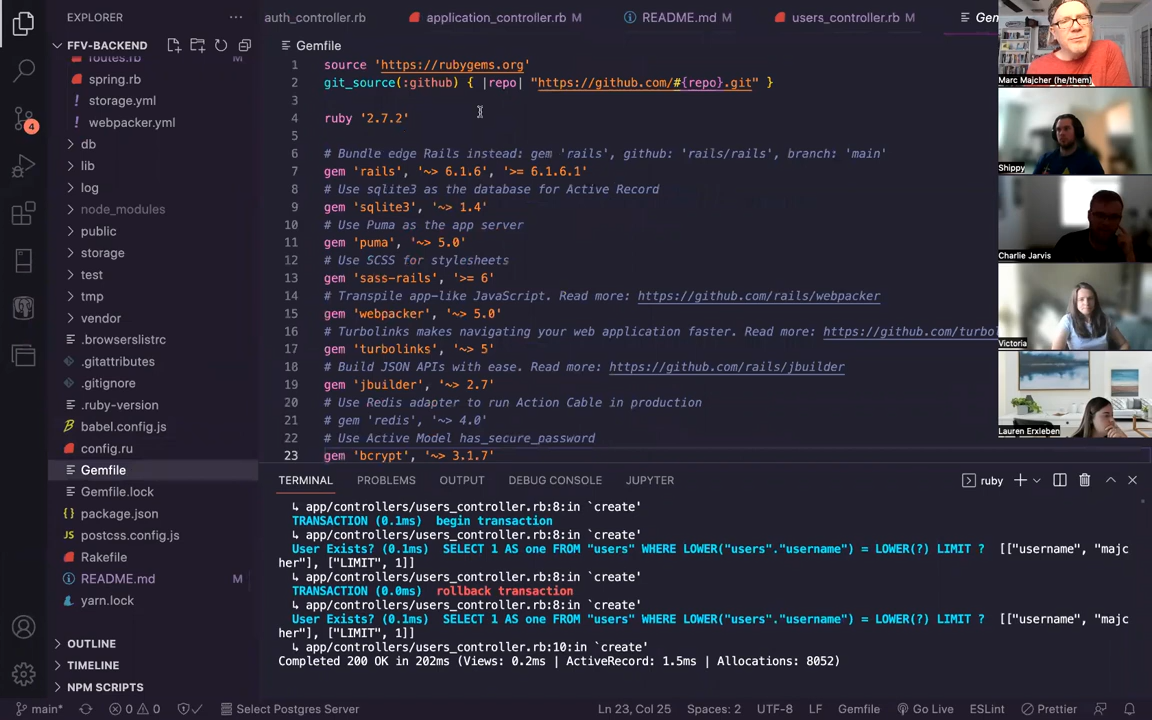 EXPLORER
auth_controller.rb
application_controller.rb M
README.md M
users_controller.rb M
Gem
FFV-BACKEND
routes.rb
spring.rb
storage.yml
webpacker.yml
db
lib
log
node_modules
public
storage
test
tmp
vendor
.browserslistrc
.gitattributes
.gitignore
.ruby-version
babel.config.js
config.ru
Gemfile
Gemfile.lock
package.json
postcss.config.js
Rakefile
README.md M
yarn.lock
OUTLINE
TIMELINE
NPM SCRIPTS
4
Gemfile
1 source 'https://rubygems.org'
2 git_source(:github) { |repo| "https://github.com/#{repo}.git" }
3
4 ruby '2.7.2'
5
6 # Bundle edge Rails instead: gem 'rails', github: 'rails/rails', branch: 'main'
7 gem 'rails', '~> 6.1.6', '>= 6.1.6.1'
8 # Use sqlite3 as the database for Active Record
9 gem 'sqlite3', '~> 1.4'
10 # Use Puma as the app server
11 gem 'puma', '~> 5.0'
12 # Use SCSS for stylesheets
13 gem 'sass-rails', '>= 6'
14 # Transpile app-like JavaScript. Read more: https://github.com/rails/webpacker
15 gem 'webpacker', '~> 5.0'
16 # Turbolinks makes navigating your web application faster. Read more: https://github.com/turbol
17 gem 'turbolinks', '~> 5'
18 # Build JSON APIs with ease. Read more: https://github.com/rails/jbuilder
19 gem 'jbuilder', '~> 2.7'
20 # Use Redis adapter to run Action Cable in production
21 # gem 'redis', '~> 4.0'
22 # Use Active Model has_secure_password
23 gem 'bcrypt', '~> 3.1.7'
TERMINAL PROBLEMS OUTPUT DEBUG CONSOLE JUPYTER
ruby
↳ app/controllers/users_controller.rb:8:in `create'
TRANSACTION (0.1ms) begin transaction
↳ app/controllers/users_controller.rb:8:in `create'
User Exists? (0.1ms) SELECT 1 AS one FROM "users" WHERE LOWER("users"."username") = LOWER(?) LIMIT ? [["username", "majc
her"], ["LIMIT", 1]]
↳ app/controllers/users_controller.rb:8:in `create'
TRANSACTION (0.0ms) rollback transaction
↳ app/controllers/users_controller.rb:8:in `create'
User Exists? (0.1ms) SELECT 1 AS one FROM "users" WHERE LOWER("users"."username") = LOWER(?) LIMIT ? [["username", "majc
her"], ["LIMIT", 1]]
↳ app/controllers/users_controller.rb:10:in `create'
Completed 200 OK in 202ms (Views: 0.2ms | ActiveRecord: 1.5ms | Allocations: 8052)
Marc Majcher (he/them)
Shippy
Charlie Jarvis
Victoria
Lauren Erxleben
main* 0 0 Select Postgres Server
Ln 23, Col 25 Spaces: 2 UTF-8 LF Gemfile Go Live ESLint Prettier